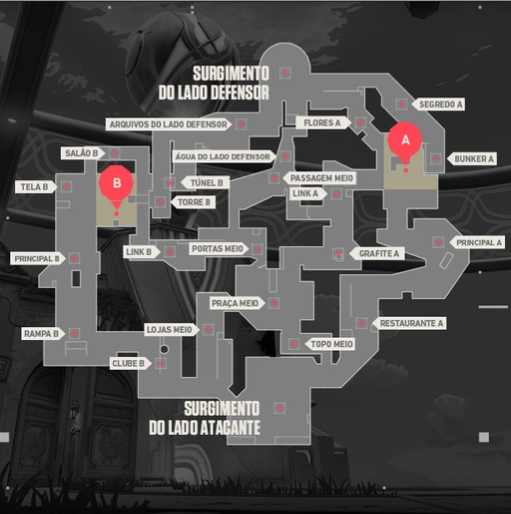 SURGIMENTO
DO LADO DEFENSOR
SEGREDO A
ARQUIVOS DO LADO DEFENSOR
FLORES A
A
SALÃO B
ÁGUA DO LADO DEFENSOR
BUNKER A
TELA B
B
TÚNEL B
PASSAGEM MEIO
LINK A
TORRE B
PRINCIPAL A
LINK B
PORTAS MEIO
GRAFITE A
PRINCIPAL B
PRAÇA MEIO
RAMPA B
LOJAS MEIO
RESTAURANTE A
TOPO MEIO
CLUBE B
SURGIMENTO
DO LADO ATACANTE